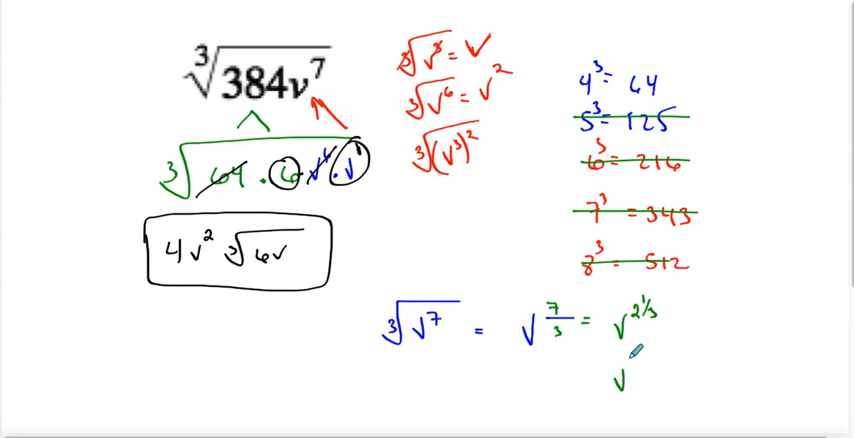 ∛384v⁷
∛64 · 6 v⁶ · v¹
4v² ∛6v
∛v³ = v
∛v⁶ = v²
∛(v³)²
4³ = 64
5³ = 125
6³ = 216
7³ = 343
8³ = 512
∛v⁷ = v^(7/3) = v^(2 1/3)
v